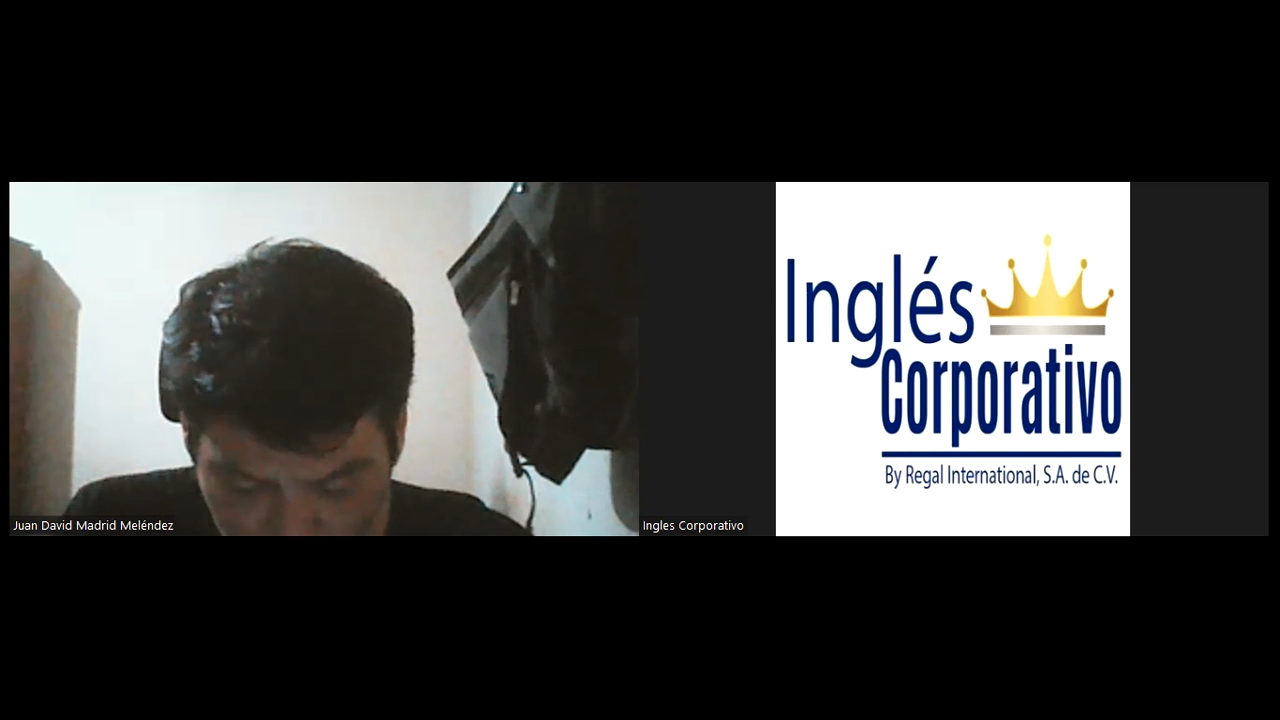 Inglés
Corporativo
By Regal International, S.A. de C.V.
Juan David Madrid Meléndez
Ingles Corporativo